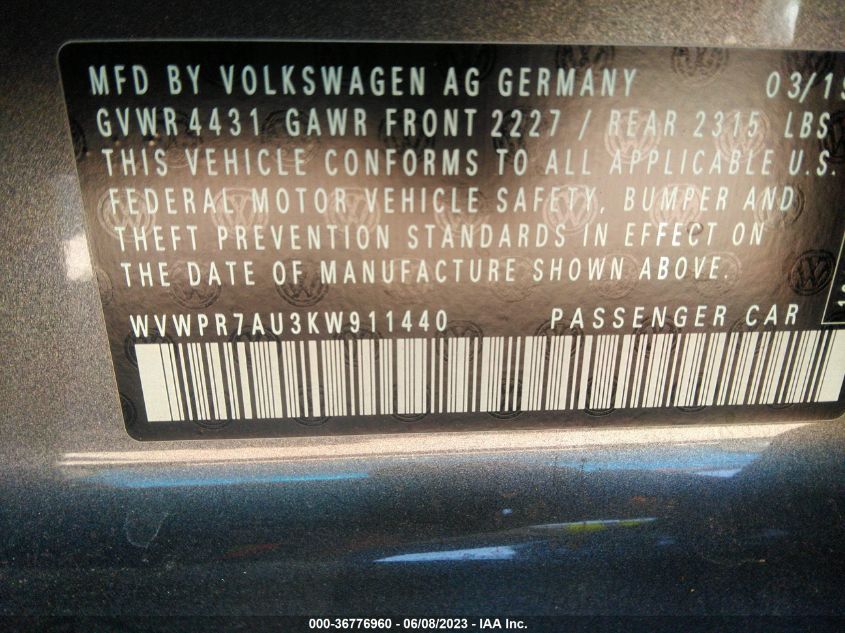 MFD BY VOLKSWAGEN AG GERMANY 03/19
GVWR 4431 GAWR FRONT 2227 / REAR 2315 LBS
THIS VEHICLE CONFORMS TO ALL APPLICABLE U.S.
FEDERAL MOTOR VEHICLE SAFETY, BUMPER AND
THEFT PREVENTION STANDARDS IN EFFECT ON
THE DATE OF MANUFACTURE SHOWN ABOVE.
WVWPR7AU3KW911440 PASSENGER CAR
000-36776960 - 06/08/2023 - IAA Inc.